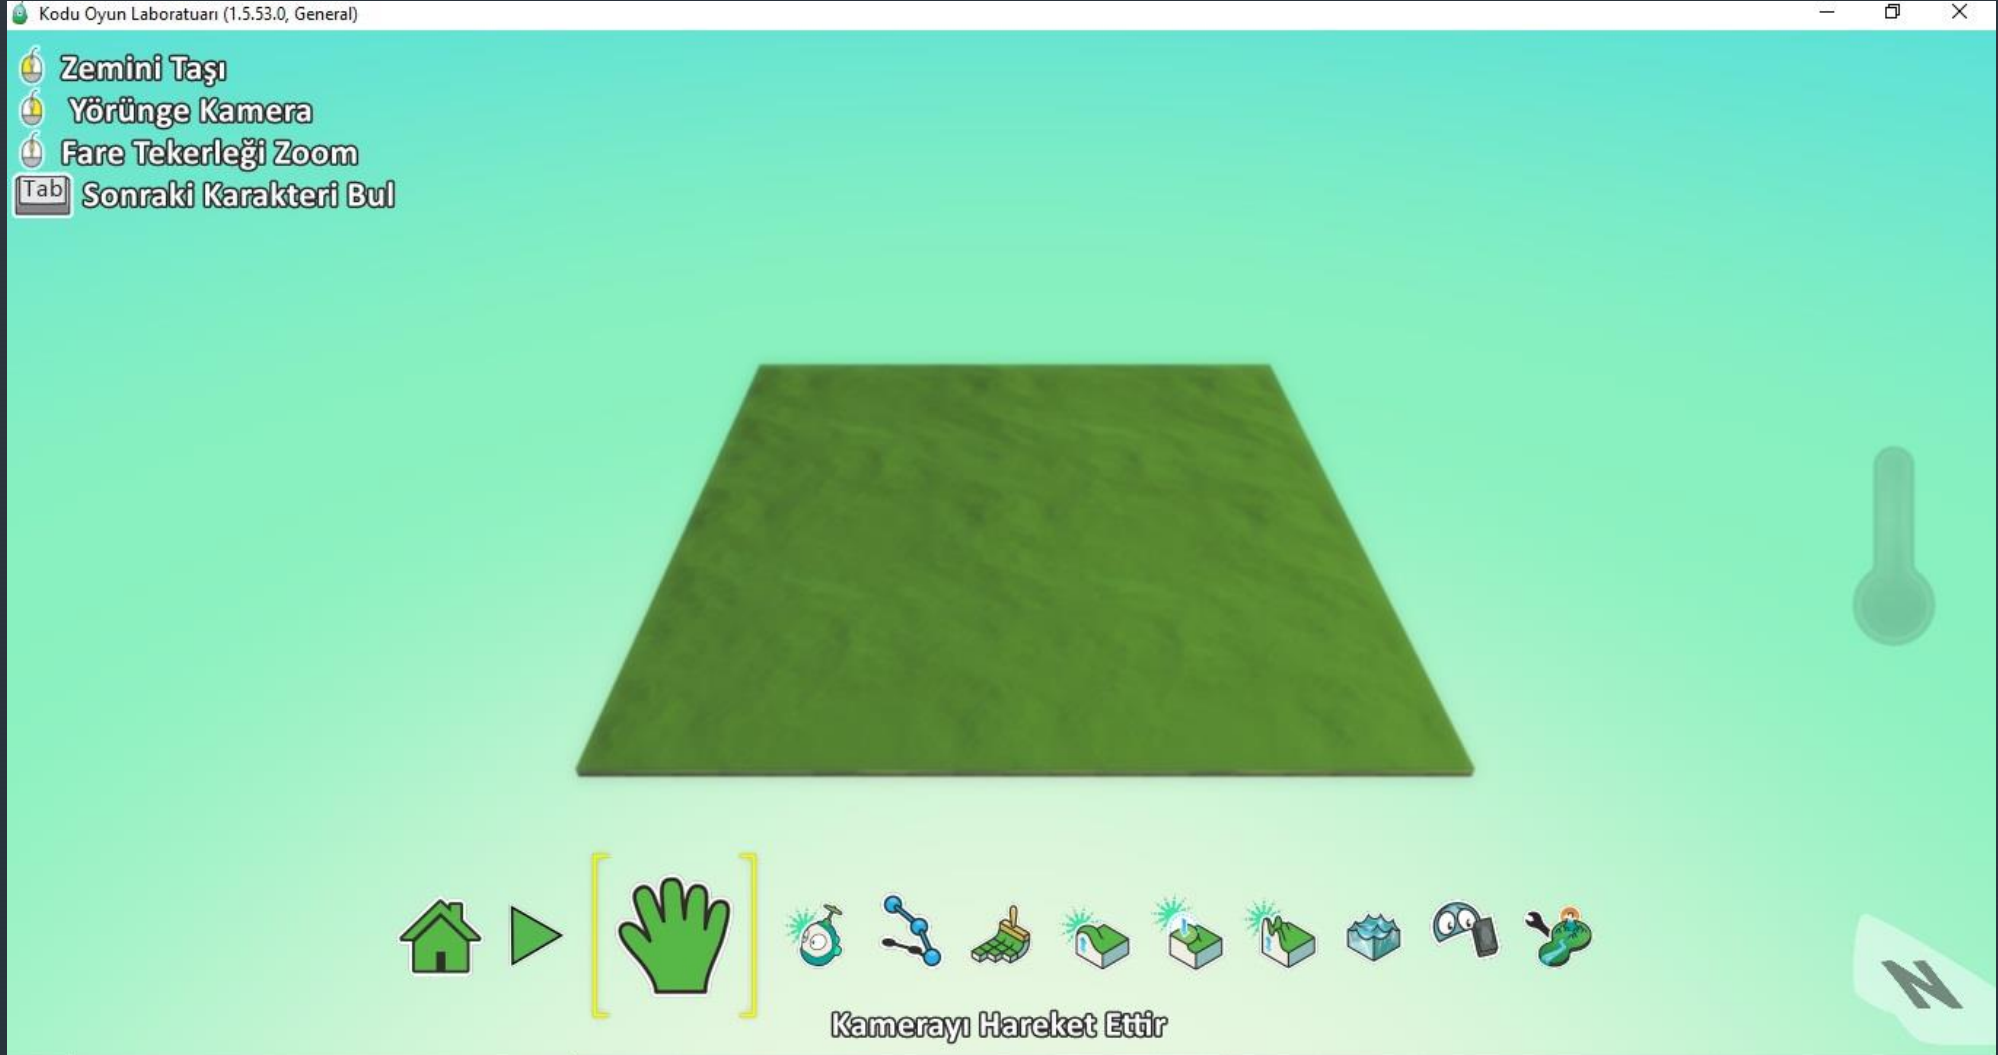 Kodu Oyun Laboratuarı (1.5.53.0, General)
Zemini Taşı
Yörünge Kamera
Fare Tekerleği Zoom
Tab Sonraki Karakteri Bul
Kamerayı Hareket Ettir
N